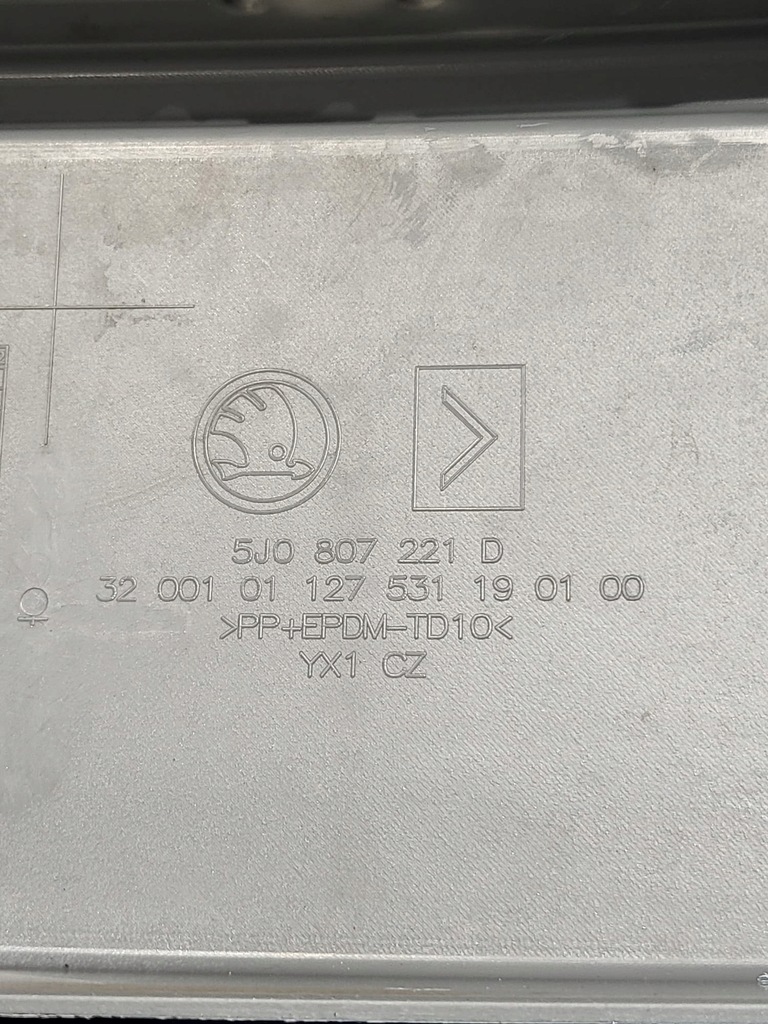 5J0 807 221 D
32 001 01 127 531 19 01 00
>PP+EPDM-TD10<
YX1 CZ